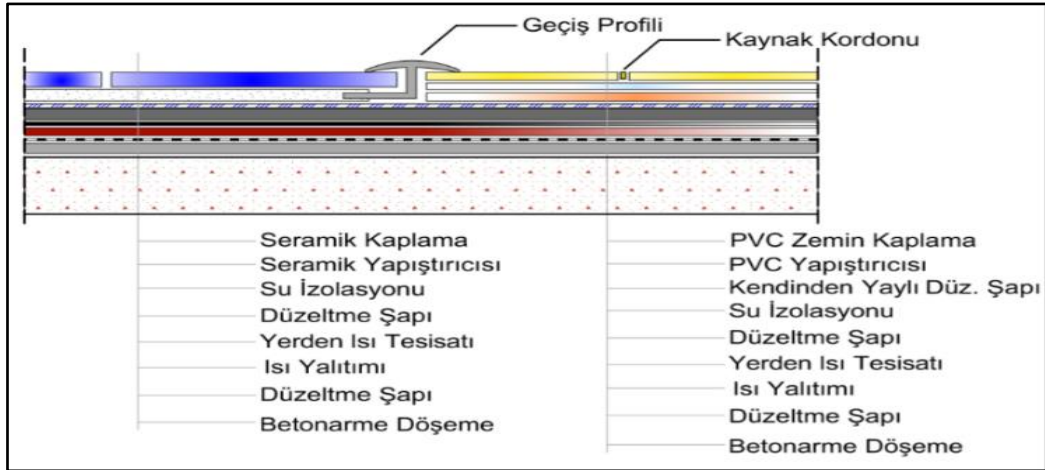 Geçiş Profili
Kaynak Kordonu
Seramik Kaplama
Seramik Yapıştırıcısı
Su İzolasyonu
Düzeltme Şapı
Yerden Isı Tesisatı
Isı Yalıtımı
Düzeltme Şapı
Betonarme Döşeme
PVC Zemin Kaplama
PVC Yapıştırıcısı
Kendinden Yaylı Düz. Şapı
Su İzolasyonu
Düzeltme Şapı
Yerden Isı Tesisatı
Isı Yalıtımı
Düzeltme Şapı
Betonarme Döşeme